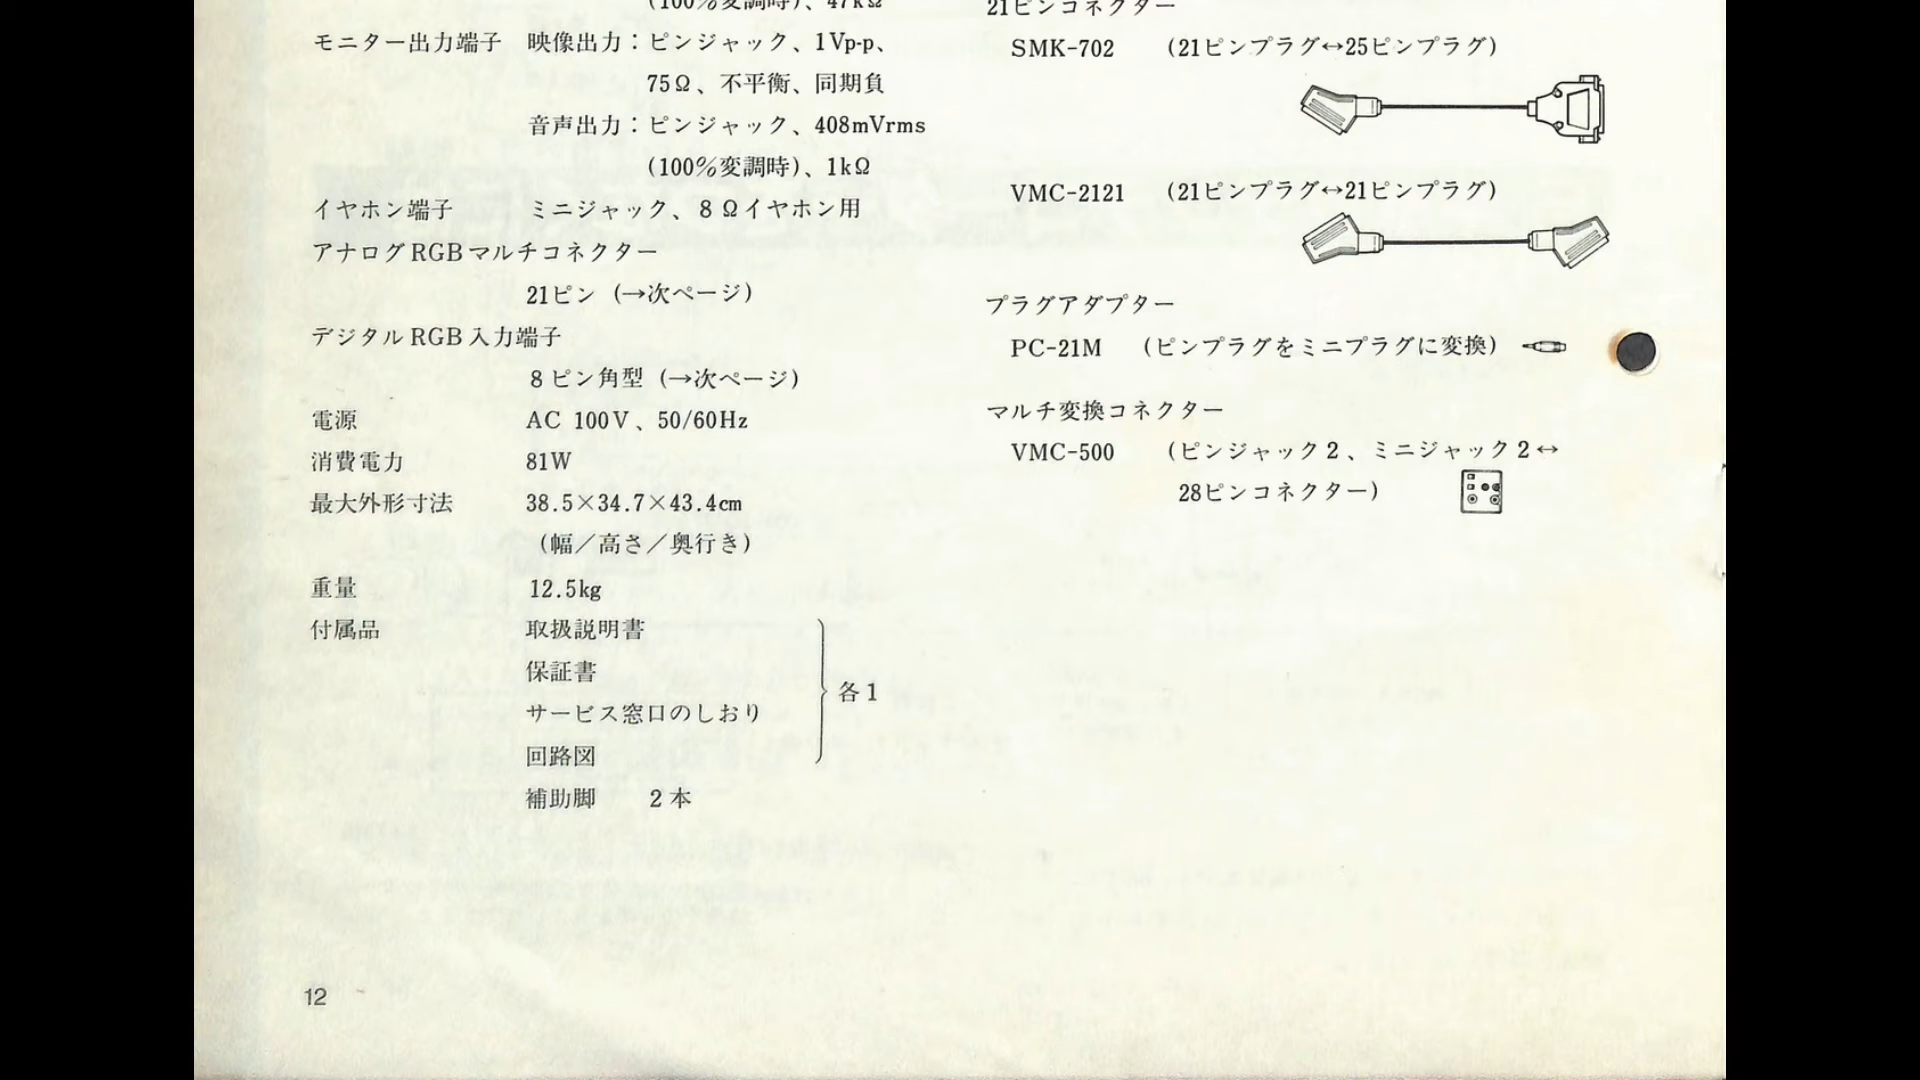 (100%変調時)、47kΩ
モニター出力端子 映像出力：ピンジャック、1Vp-p、
75Ω、不平衡、同期負
音声出力：ピンジャック、408mVrms
(100%変調時)、1kΩ
イヤホン端子 ミニジャック、8Ωイヤホン用
アナログRGBマルチコネクター
21ピン (→次ページ)
デジタルRGB入力端子
8ピン角型 (→次ページ)
電源 AC 100V、50/60Hz
消費電力 81W
最大外形寸法 38.5×34.7×43.4cm
(幅／高さ／奥行き)
重量 12.5kg
付属品 取扱説明書
保証書
サービス窓口のしおり
回路図
各1
補助脚 2本
12
21ピンコネクター
SMK-702 (21ピンプラグ↔25ピンプラグ)
VMC-2121 (21ピンプラグ↔21ピンプラグ)
プラグアダプター
PC-21M (ピンプラグをミニプラグに変換)
マルチ変換コネクター
VMC-500 (ピンジャック2、ミニジャック2↔
28ピンコネクター)